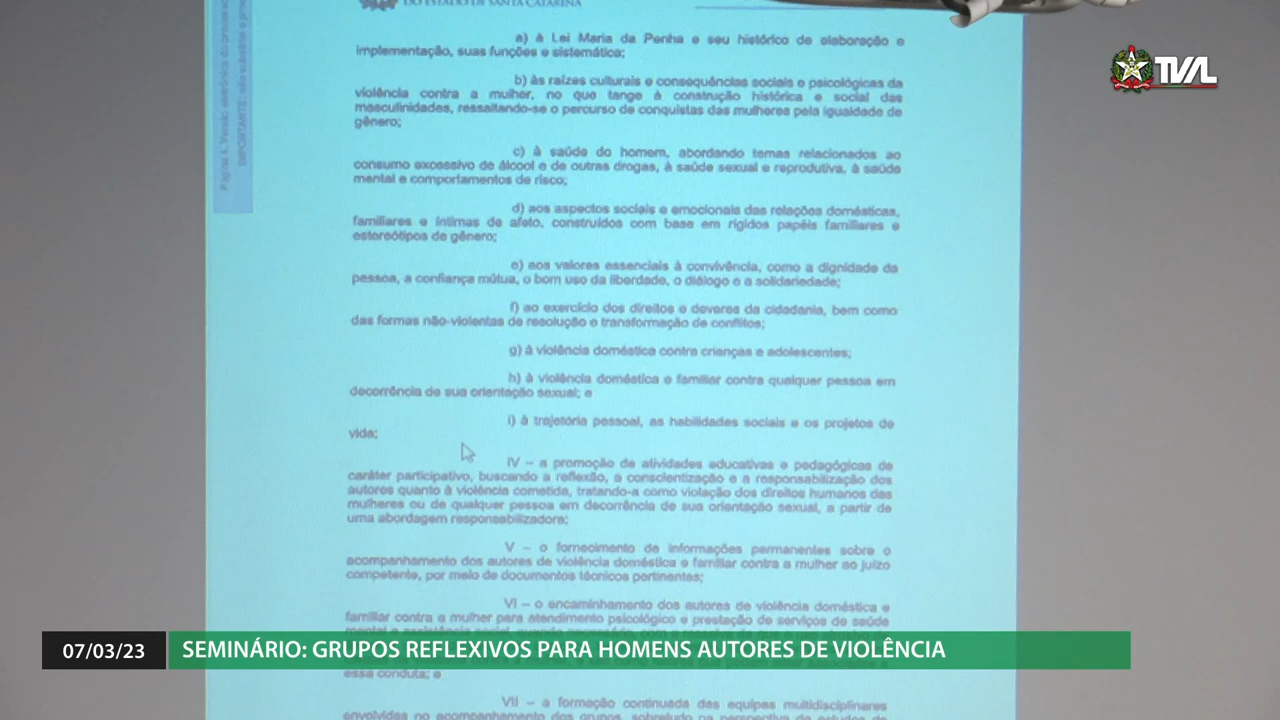 DO ESTADO DE SANTA CATARINA
a) à Lei Maria da Penha e seu histórico de elaboração e
implementação, suas funções e sistemática;
b) às raízes culturais e consequências sociais e psicológicas da
violência contra a mulher, no que tange à construção histórica e social das
masculinidades, ressaltando-se o percurso de conquistas das mulheres pela igualdade de
gênero;
c) à saúde do homem, abordando temas relacionados ao
consumo excessivo de álcool e de outras drogas, à saúde sexual e reprodutiva, à saúde
mental e comportamentos de risco;
d) aos aspectos sociais e emocionais das relações domésticas,
familiares e íntimas de afeto, construídos com base em rígidos papéis familiares e
estereótipos de gênero;
e) aos valores essenciais à convivência, como a dignidade da
pessoa, a confiança mútua, o bom uso da liberdade, o diálogo e a solidariedade;
f) ao exercício dos direitos e deveres da cidadania, bem como
das formas não-violentas de resolução e transformação de conflitos;
g) à violência doméstica contra crianças e adolescentes;
h) à violência doméstica e familiar contra qualquer pessoa em
decorrência de sua orientação sexual; e
i) à trajetória pessoal, as habilidades sociais e os projetos de
vida;
IV – a promoção de atividades educativas e pedagógicas de
caráter participativo, buscando a reflexão, a conscientização e a responsabilização dos
autores quanto à violência cometida, tratando-a como violação dos direitos humanos das
mulheres ou de qualquer pessoa em decorrência de sua orientação sexual, a partir de
uma abordagem responsabilizadora;
V – o fornecimento de informações permanentes sobre o
acompanhamento dos autores de violência doméstica e familiar contra a mulher ao juízo
competente, por meio de documentos técnicos pertinentes;
VI – o encaminhamento dos autores de violência doméstica e
familiar contra a mulher para atendimento psicológico e prestação de serviços de saúde
essa conduta; e
VII – a formação continuada das equipes multidisciplinares
envolvidas no acompanhamento dos grupos, sobretudo na perspectiva de estudos de
TVAL
07/03/23
SEMINÁRIO: GRUPOS REFLEXIVOS PARA HOMENS AUTORES DE VIOLÊNCIA